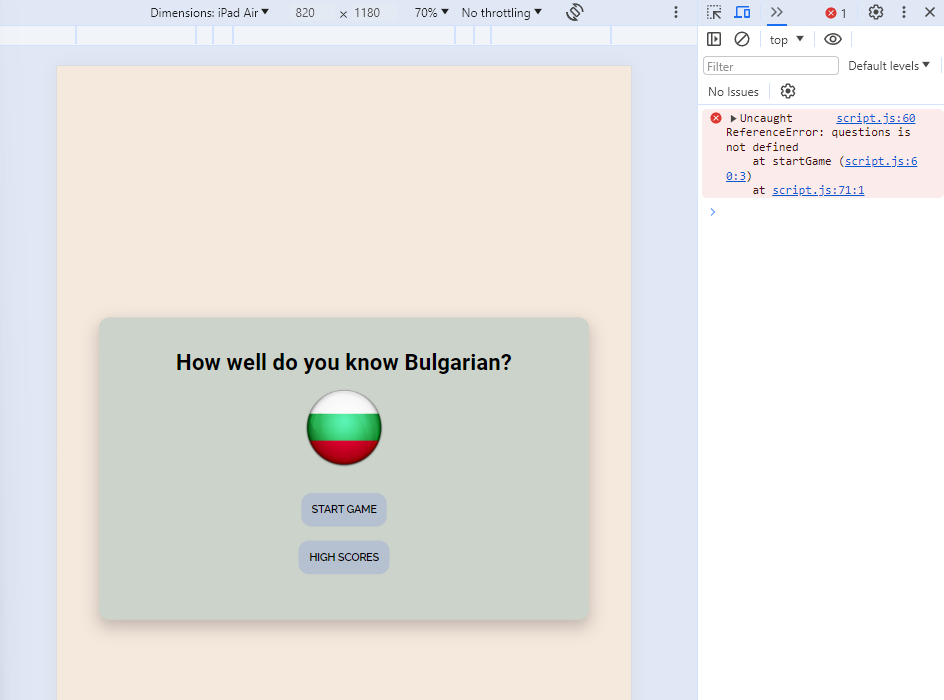 Dimensions: iPad Air ▼ 820 × 1180 70% ▼ No throttling ▼
1
top ▼
Filter Default levels ▼
No Issues
▶Uncaught script.js:60
ReferenceError: questions is
not defined
at startGame (script.js:6
0:3)
at script.js:71:1
How well do you know Bulgarian?
START GAME
HIGH SCORES